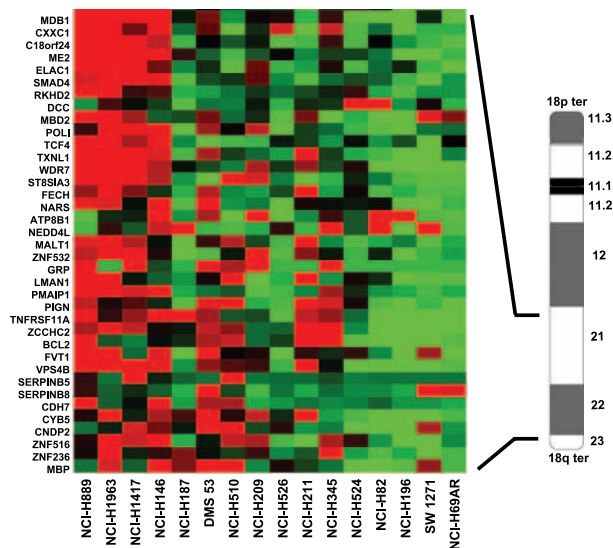 MDB1
CXXC1
C18orf24
ME2
ELAC1
SMAD4
RKHD2
DCC
MBD2
POLI
TCF4
TXNL1
WDR7
ST8SIA3
FECH
NARS
ATP8B1
NEDD4L
MALT1
ZNF532
GRP
LMAN1
PMAIP1
PIGN
TNFRSF11A
ZCCHC2
BCL2
FVT1
VPS4B
SERPINB5
SERPINB8
CDH7
CYB5
CNDP2
ZNF516
ZNF236
MBP
NCI-H889
NCI-H1963
NCI-H1417
NCI-H146
NCI-H187
DMS 53
NCI-H510
NCI-H209
NCI-H526
NCI-H211
NCI-H345
NCI-H524
NCI-H82
NCI-H196
SW 1271
NCI-H69AR
18p ter
11.3
11.2
11.1
11.2
12
21
22
23
18q ter